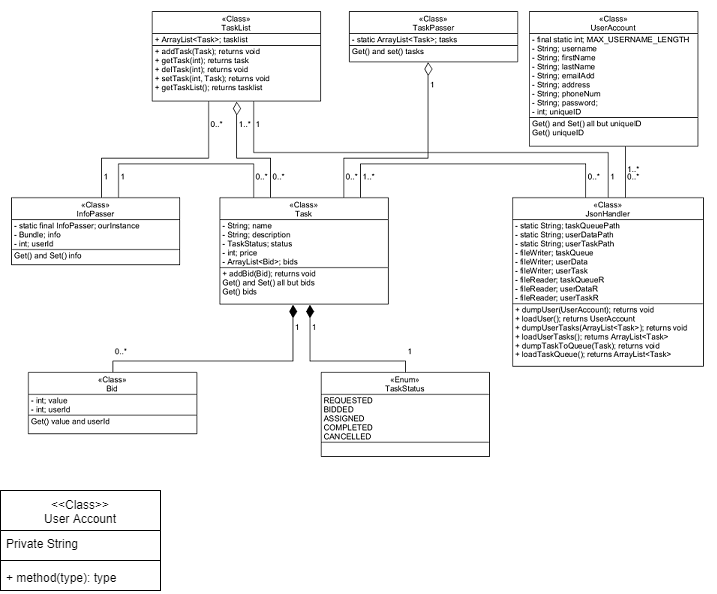 «Class»
TaskList
+ ArrayList<Task>; tasklist
+ addTask(Task); returns void
+ getTask(int); returns task
+ delTask(int); returns void
+ setTask(int, Task); returns void
+ getTaskList(); returns tasklist
«Class»
TaskPasser
- static ArrayList<Task>; tasks
Get() and set() tasks
«Class»
UserAccount
- final static int; MAX_USERNAME_LENGTH
- String; username
- String; firstName
- String; lastName
- String; emailAdd
- String; address
- String; phoneNum
- String; password;
- int; uniqueID
Get() and Set() all but uniqueID
Get() uniqueID
0..*
1..*
1
1
1..*
0..*
1
1
0..*
0..*
0..*
1..*
0..*
1
«Class»
InfoPasser
- static final InfoPasser; ourInstance
- Bundle; info
- int; userId
Get() and Set() info
«Class»
Task
- String; name
- String; description
- TaskStatus; status
- int; price
- ArrayList<Bid>; bids
+ addBid(Bid); returns void
Get() and Set() all but bids
Get() bids
«Class»
JsonHandler
- static String; taskQueuePath
- static String; userDataPath
- static String; userTaskPath
- fileWriter; taskQueue
- fileWriter; userData
- fileWriter; userTask
- fileReader; taskQueueR
- fileReader; userDataR
- fileReader; userTaskR
+ dumpUser(UserAccount); returns void
+ loadUser(); returns UserAccount
+ dumpUserTasks(ArrayList<Task>); returns void
+ loadUserTasks(); returns ArrayList<Task>
+ dumpTaskToQueue(Task); returns void
+ loadTaskQueue(); returns ArrayList<Task>
1
1
0..*
1
«Class»
Bid
- int; value
- int; userId
Get() value and userId
«Enum»
TaskStatus
REQUESTED
BIDDED
ASSIGNED
COMPLETED
CANCELLED
<<Class>>
User Account
Private String
+ method(type): type